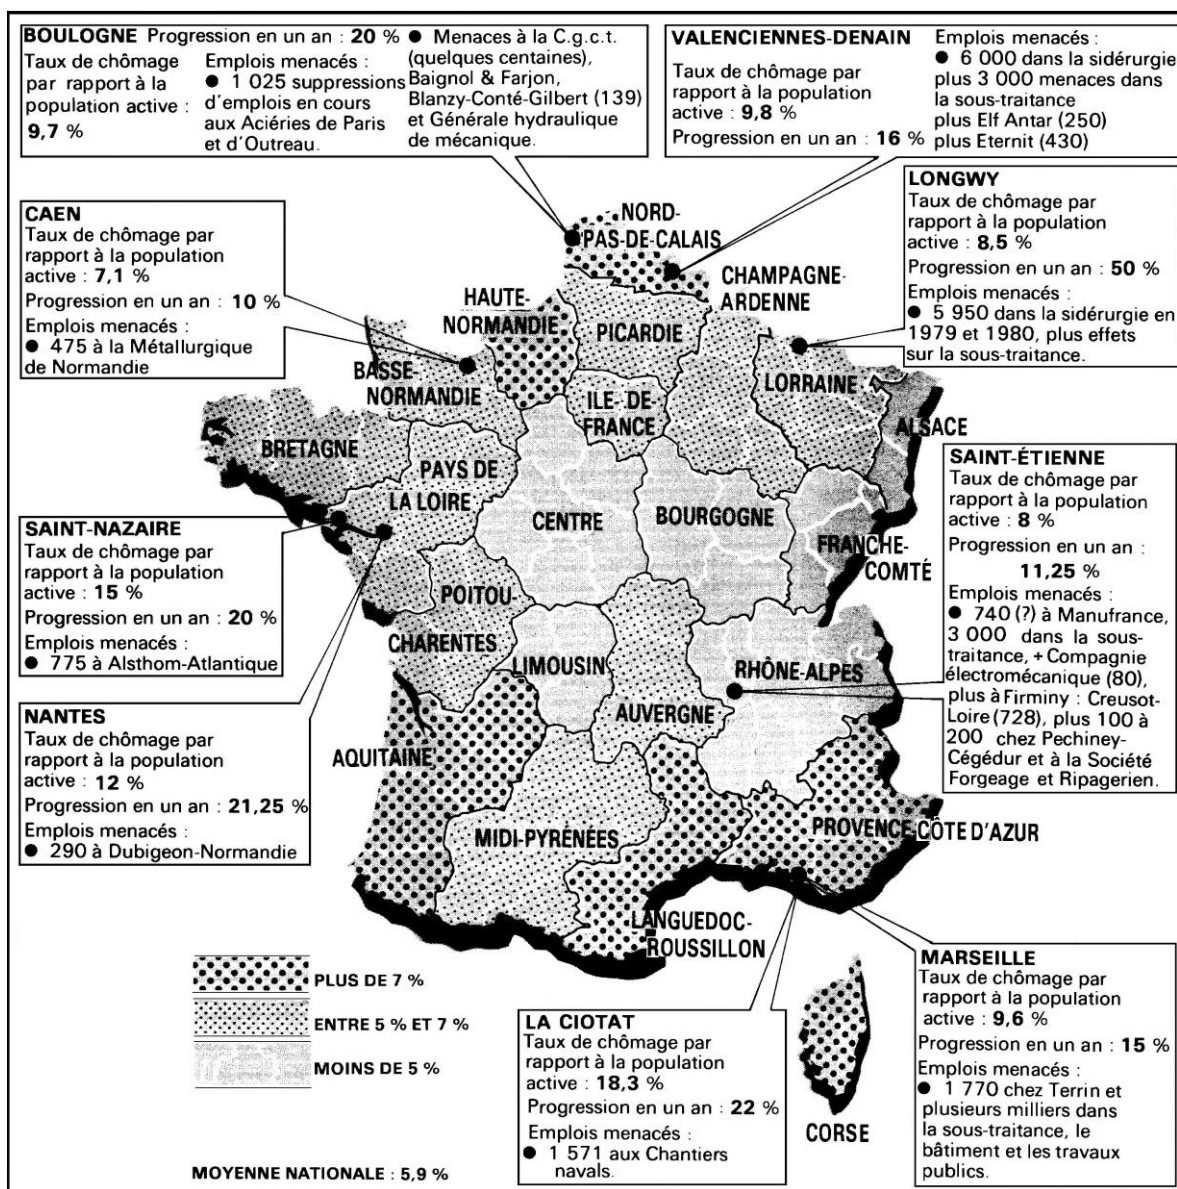 BOULOGNE Progression en un an : 20 %
Taux de chômage
par rapport à la
population active :
9,7 %
Emplois menacés :
● 1 025 suppressions
d'emplois en cours
aux Aciéries de Paris
et d'Outreau.
● Menaces à la C.g.c.t.
(quelques centaines),
Baignol & Farjon,
Blanzy-Conté-Gilbert (139)
et Générale hydraulique
de mécanique.
VALENCIENNES-DENAIN
Taux de chômage par
rapport à la population
active : 9,8 %
Progression en un an : 16 %
Emplois menacés :
● 6 000 dans la sidérurgie
plus 3 000 menaces dans
la sous-traitance
plus Elf Antar (250)
plus Eternit (430)
CAEN
Taux de chômage par
rapport à la population
active : 7,1 %
Progression en un an : 10 %
Emplois menacés :
● 475 à la Métallurgique
de Normandie
LONGWY
Taux de chômage par
rapport à la population
active : 8,5 %
Progression en un an : 50 %
Emplois menacés :
● 5 950 dans la sidérurgie en
1979 et 1980, plus effets
sur la sous-traitance.
NORD-
PAS-DE-CALAIS
CHAMPAGNE-
ARDENNE
HAUTE-
NORMANDIE
PICARDIE
BASSE
NORMANDIE
ILE-DE-
FRANCE
LORRAINE
ALSACE
BRETAGNE
PAYS DE
LA LOIRE
CENTRE
BOURGOGNE
FRANCHE-
COMTÉ
POITOU-
CHARENTES
LIMOUSIN
AUVERGNE
RHÔNE-ALPES
AQUITAINE
MIDI-PYRÉNÉES
LANGUEDOC-
ROUSSILLON
PROVENCE-CÔTE D'AZUR
CORSE
SAINT-NAZAIRE
Taux de chômage par
rapport à la population
active : 15 %
Progression en un an : 20 %
Emplois menacés :
● 775 à Alsthom-Atlantique
NANTES
Taux de chômage par
rapport à la population
active : 12 %
Progression en un an : 21,25 %
Emplois menacés :
● 290 à Dubigeon-Normandie
SAINT-ÉTIENNE
Taux de chômage par
rapport à la population
active : 8 %
Progression en un an :
11,25 %
Emplois menacés :
● 740 (?) à Manufrance,
3 000 dans la sous-
traitance, + Compagnie
électromécanique (80),
plus à Firminy : Creusot-
Loire (728), plus 100 à
200 chez Pechiney-
Cégédur et à la Société
Forgeage et Ripagerien.
PLUS DE 7 %
ENTRE 5 % ET 7 %
MOINS DE 5 %
MOYENNE NATIONALE : 5,9 %
LA CIOTAT
Taux de chômage par
rapport à la population
active : 18,3 %
Progression en un an : 22 %
Emplois menacés :
● 1 571 aux Chantiers
navals.
MARSEILLE
Taux de chômage par
rapport à la population
active : 9,6 %
Progression en un an : 15 %
Emplois menacés :
● 1 770 chez Terrin et
plusieurs milliers dans
la sous-traitance, le
bâtiment et les travaux
publics.